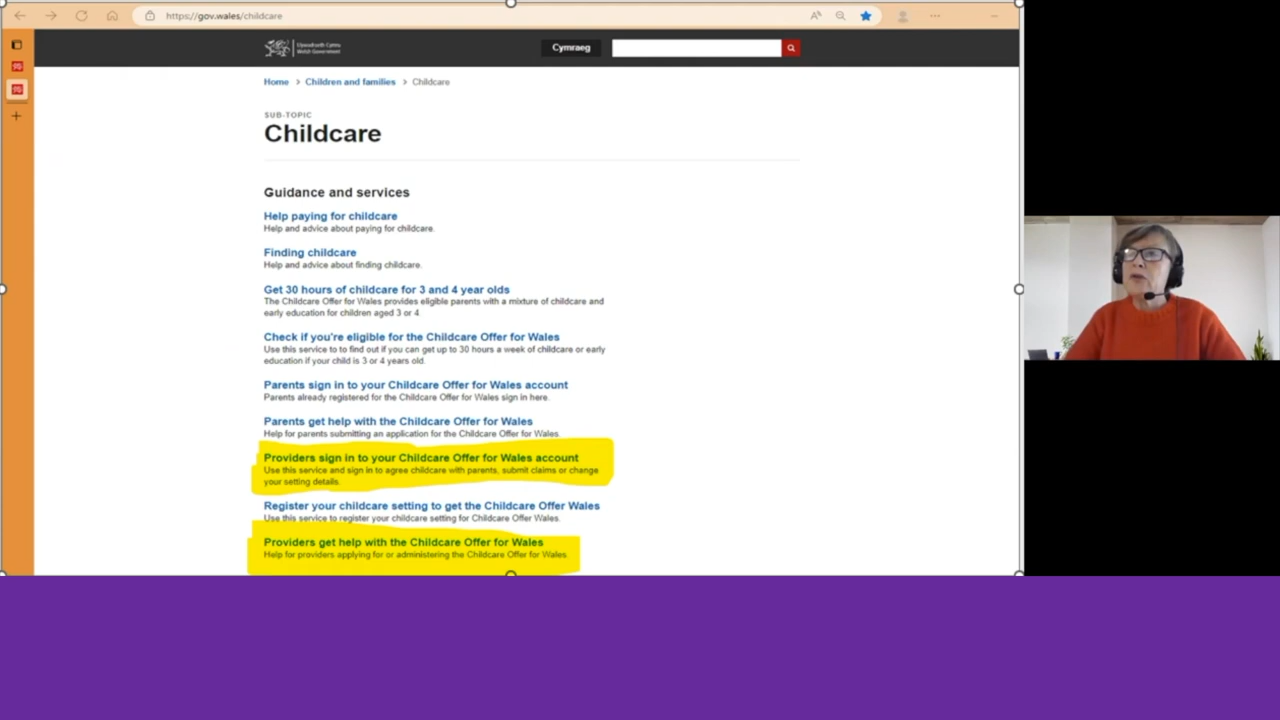 https://gov.wales/childcare
Llywodraeth Cymru
Welsh Government
Cymraeg
Home > Children and families > Childcare
SUB-TOPIC
Childcare
Guidance and services
Help paying for childcare
Help and advice about paying for childcare.
Finding childcare
Help and advice about finding childcare.
Get 30 hours of childcare for 3 and 4 year olds
The Childcare Offer for Wales provides eligible parents with a mixture of childcare and
early education for children aged 3 or 4
Check if you're eligible for the Childcare Offer for Wales
Use this service to to find out if you can get up to 30 hours a week of childcare or early
education if your child is 3 or 4 years old.
Parents sign in to your Childcare Offer for Wales account
Parents already registered for the Childcare Offer for Wales sign in here.
Parents get help with the Childcare Offer for Wales
Help for parents submitting an application for the Childcare Offer for Wales.
Providers sign in to your Childcare Offer for Wales account
Use this service and sign in to agree childcare with parents, submit claims or change
your setting details.
Register your childcare setting to get the Childcare Offer Wales
Use this service to register your childcare setting for Childcare Offer Wales.
Providers get help with the Childcare Offer for Wales
Help for providers applying for or administering the Childcare Offer for Wales.